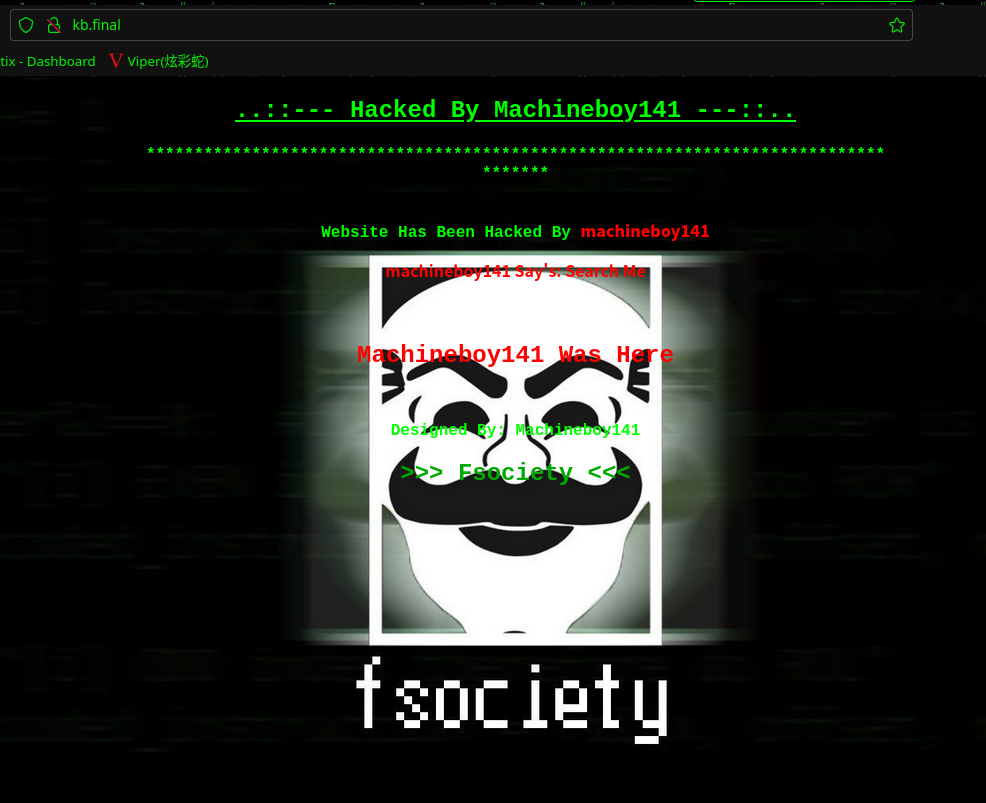 kb.final
tix - Dashboard V Viper(炫彩蛇)
..::--- Hacked By Machineboy141 ---::..
*****************************************************************************
*******
Website Has Been Hacked By machineboy141
machineboy141 Say's: Search Me
Machineboy141 Was Here
Designed By: Machineboy141
>>> Fsociety <<<
fsociety